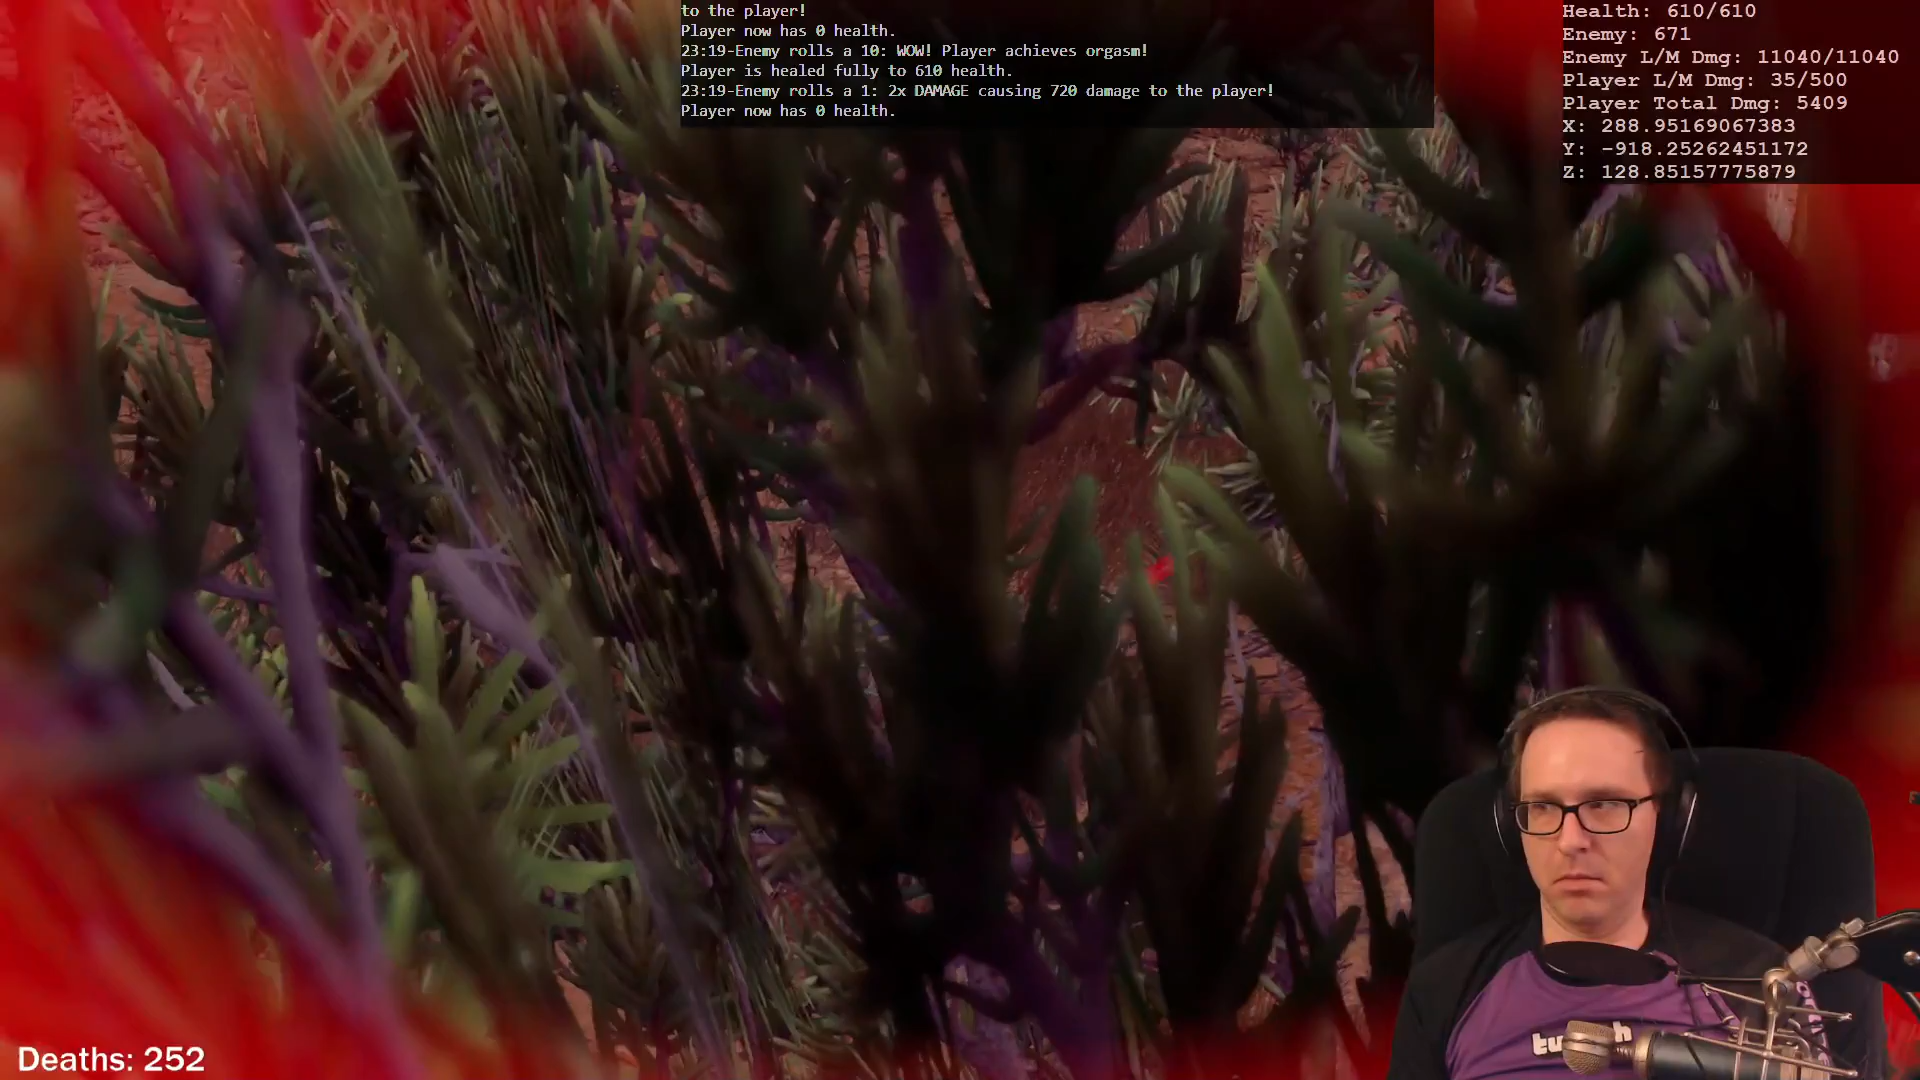 to the player!
Player now has 0 health.
23:19-Enemy rolls a 10: WOW! Player achieves orgasm!
Player is healed fully to 610 health.
23:19-Enemy rolls a 1: 2x DAMAGE causing 720 damage to the player!
Player now has 0 health.
Health: 610/610
Enemy: 671
Enemy L/M Dmg: 11040/11040
Player L/M Dmg: 35/500
Player Total Dmg: 5409
X: 288.95169067383
Y: -918.25262451172
Z: 128.85157775879
Deaths: 252